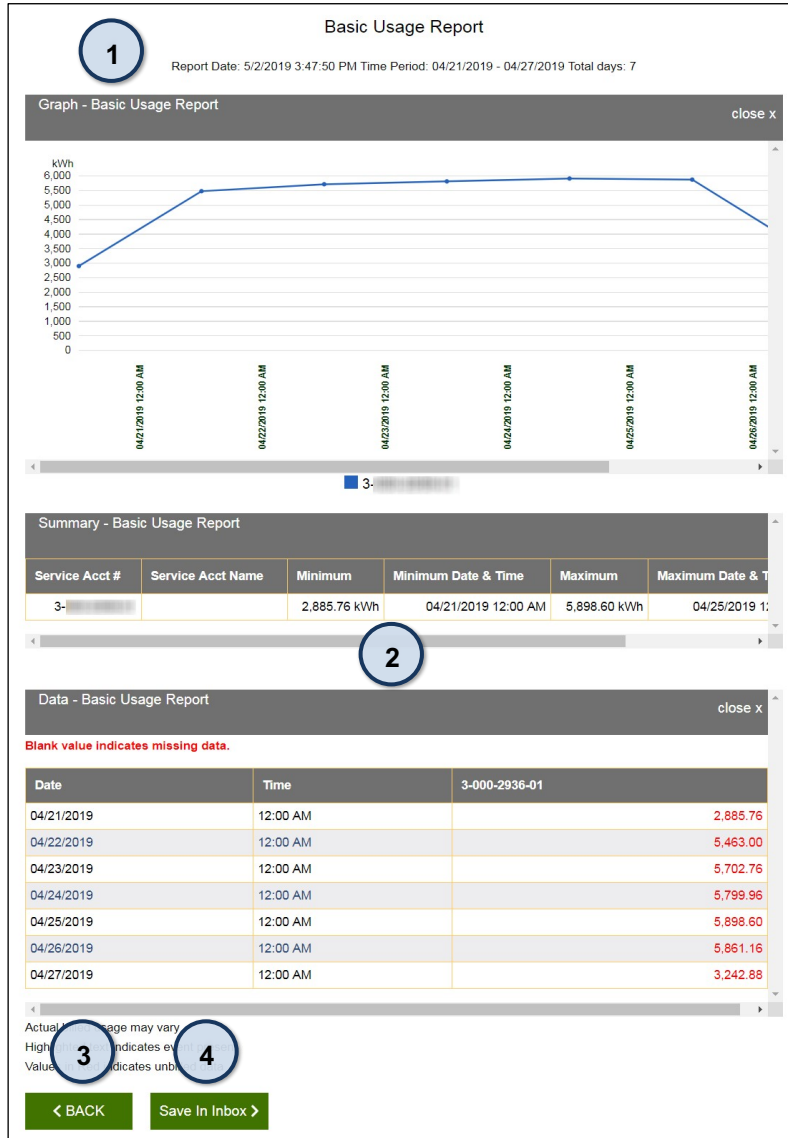 Basic Usage Report
1
Report Date: 5/2/2019 3:47:50 PM Time Period: 04/21/2019 - 04/27/2019 Total days: 7
Graph - Basic Usage Report
close x
kWh
6,000
5,500
5,000
4,500
4,000
3,500
3,000
2,500
2,000
1,500
1,000
500
0
04/21/2019 12:00 AM
04/22/2019 12:00 AM
04/23/2019 12:00 AM
04/24/2019 12:00 AM
04/25/2019 12:00 AM
04/26/2019 12:00 AM
3-
Summary - Basic Usage Report
Service Acct # Service Acct Name Minimum Minimum Date & Time Maximum Maximum Date & T
3- 2,885.76 kWh 04/21/2019 12:00 AM 5,898.60 kWh 04/25/2019 12
2
Data - Basic Usage Report
close x
Blank value indicates missing data.
Date Time 3-000-2936-01
04/21/2019 12:00 AM 2,885.76
04/22/2019 12:00 AM 5,463.00
04/23/2019 12:00 AM 5,702.76
04/24/2019 12:00 AM 5,799.96
04/25/2019 12:00 AM 5,898.60
04/26/2019 12:00 AM 5,861.16
04/27/2019 12:00 AM 3,242.88
Actual usage may vary
indicates
indicates
3
4
< BACK
Save In Inbox >